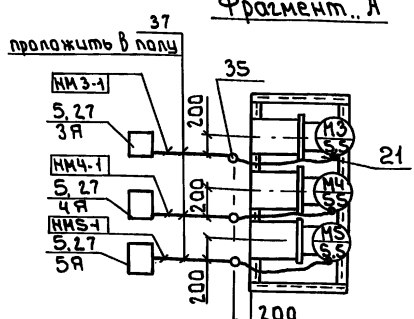 Фрагмент „А
37
проложить в полу
35
НМ3-1
5,27
3Я
200
М3
5.5
21
НМ4-1
5,27
4Я
200
М4
5.5
НМ5-1
5,27
5Я
200
М5
5.5
200